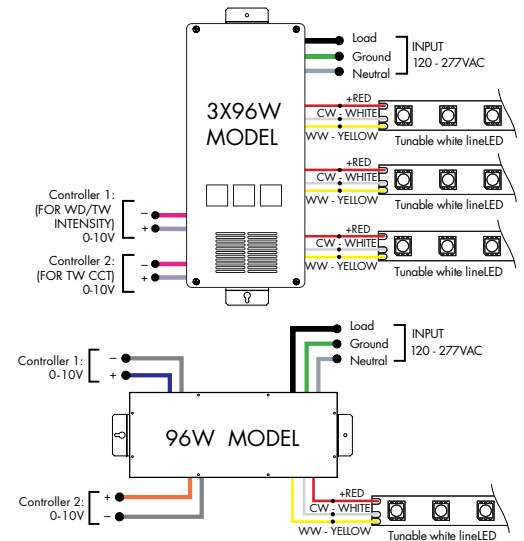 Load
Ground
Neutral
INPUT
120 - 277VAC
3X96W
MODEL
+RED
CW - WHITE
WW - YELLOW
Tunable white lineLED
+RED
CW - WHITE
WW - YELLOW
Tunable white lineLED
+RED
CW - WHITE
WW - YELLOW
Tunable white lineLED
Controller 1:
(FOR WD/TW
INTENSITY)
0-10V
–
+
Controller 2:
(FOR TW CCT)
0-10V
–
+
Load
Ground
Neutral
INPUT
120 - 277VAC
Controller 1:
0-10V
–
+
96W MODEL
Controller 2:
0-10V
+
–
+RED
CW - WHITE
WW - YELLOW
Tunable white lineLED